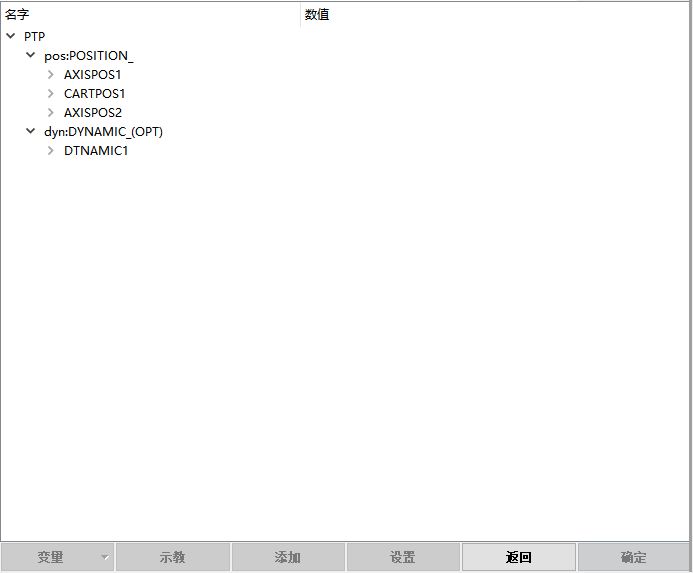 名字 数值
PTP
pos:POSITION_
AXISPOS1
CARTPOS1
AXISPOS2
dyn:DYNAMIC_(OPT)
DTNAMIC1
变量 示教 添加 设置 返回 确定